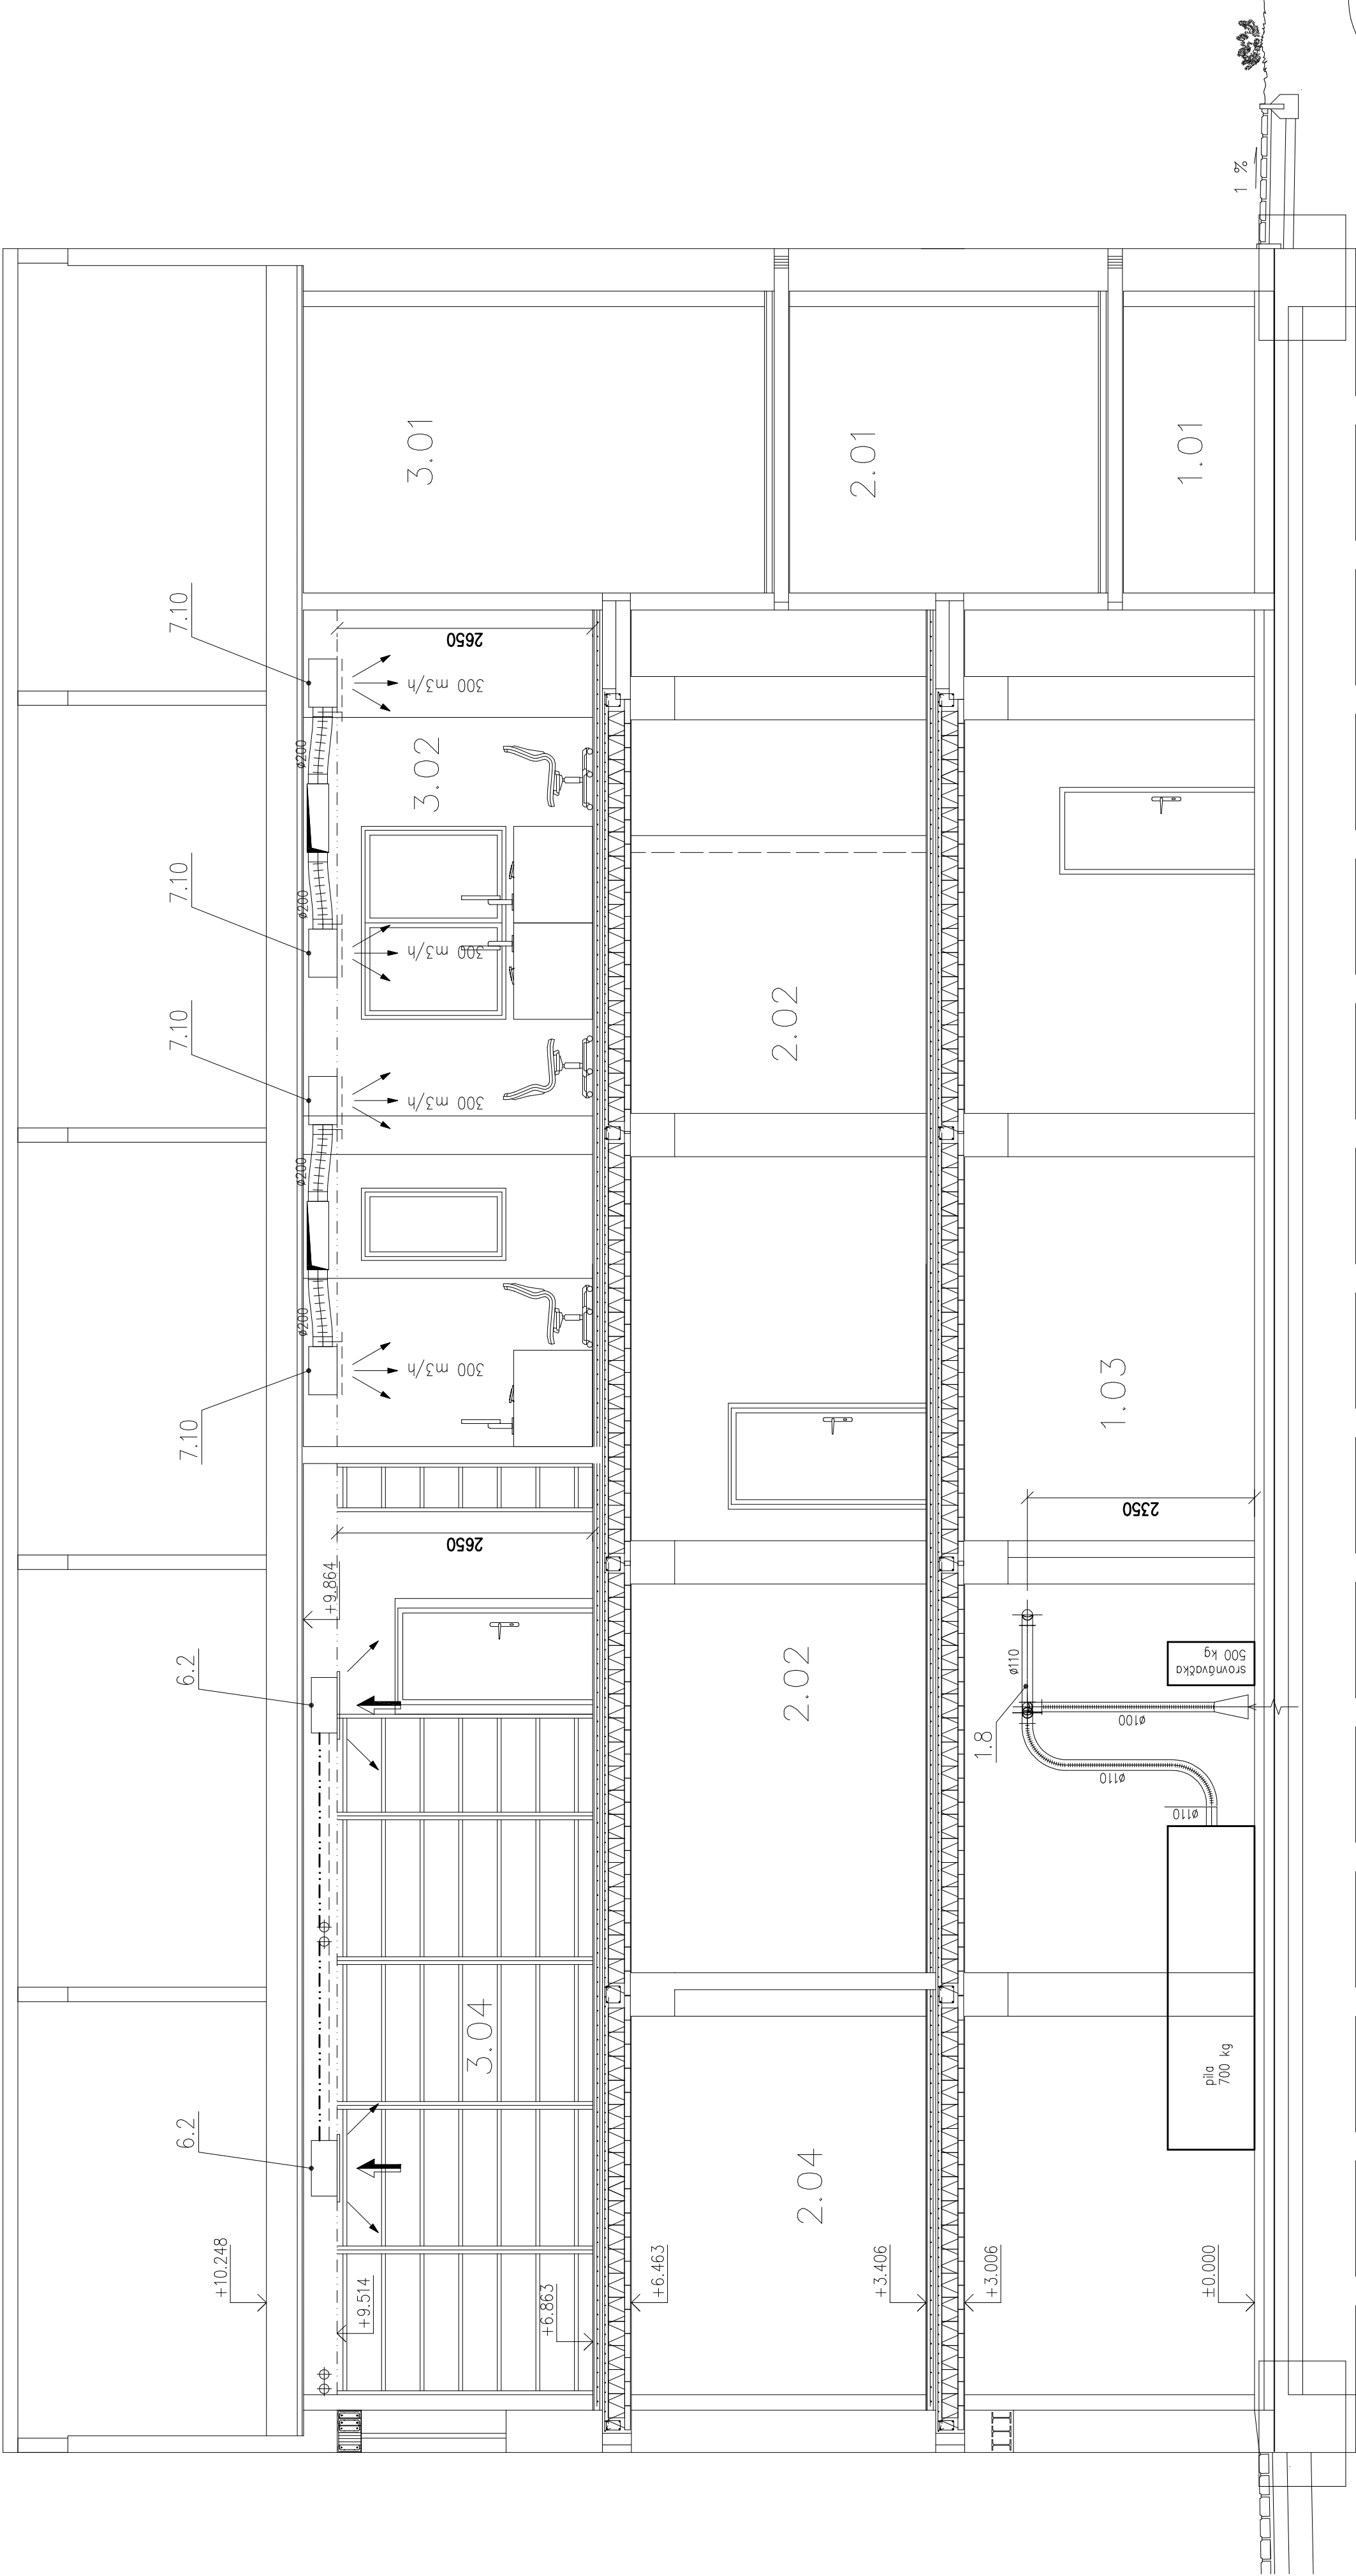 1 %
3.01
2.01
1.01
7.10
2650
300 m3/h
ø200
3.02
7.10
ø200
300 m3/h
7.10
2.02
300 m3/h
ø200
ø200
300 m3/h
7.10
1.03
2650
2350
+9.864
6.2
2.02
ø110
srovnávačka
500 kg
1.8
ø100
ø110
ø110
3.04
pila
700 kg
6.2
2.04
+10.248
+9.514
+6.863
+6.463
+3.406
+3.006
±0.000